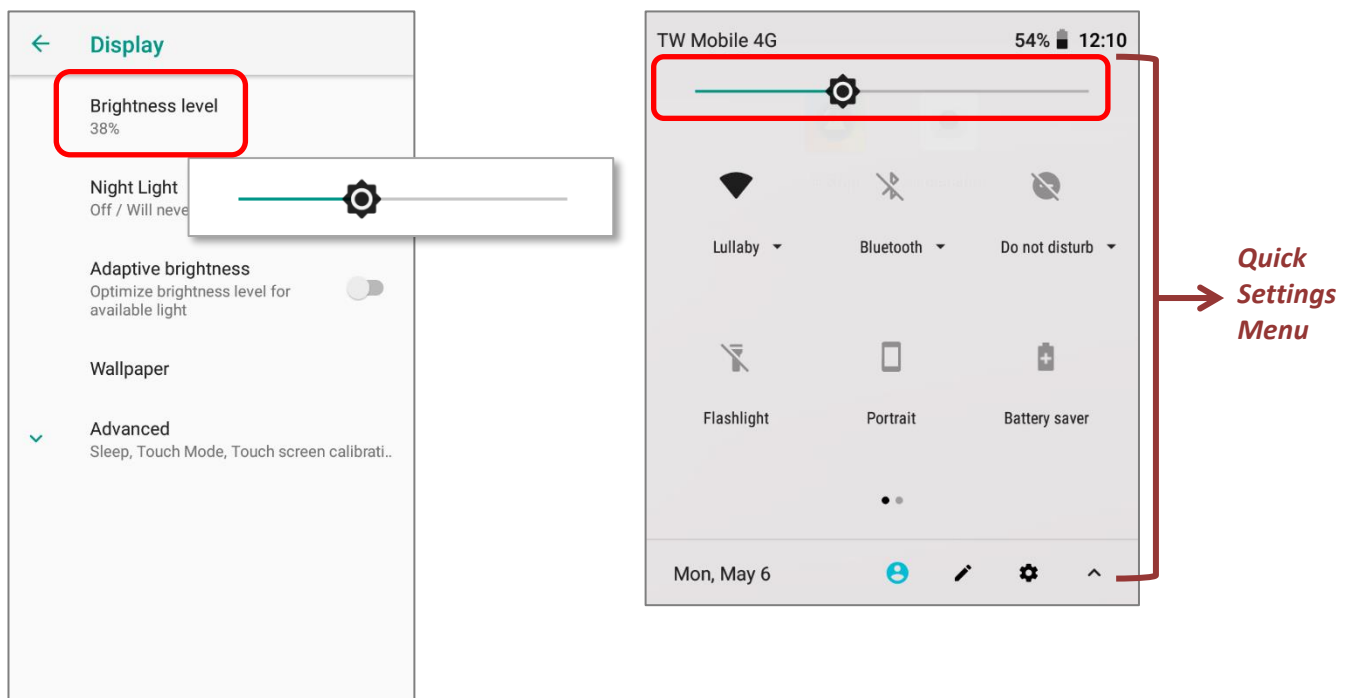 Display
Brightness level
38%
Night Light
Off / Will neve
Adaptive brightness
Optimize brightness level for
available light
Wallpaper
Advanced
Sleep, Touch Mode, Touch screen calibrati..
TW Mobile 4G 54% 12:10
Lullaby Bluetooth Do not disturb
Flashlight Portrait Battery saver
Mon, May 6
Quick
Settings
Menu